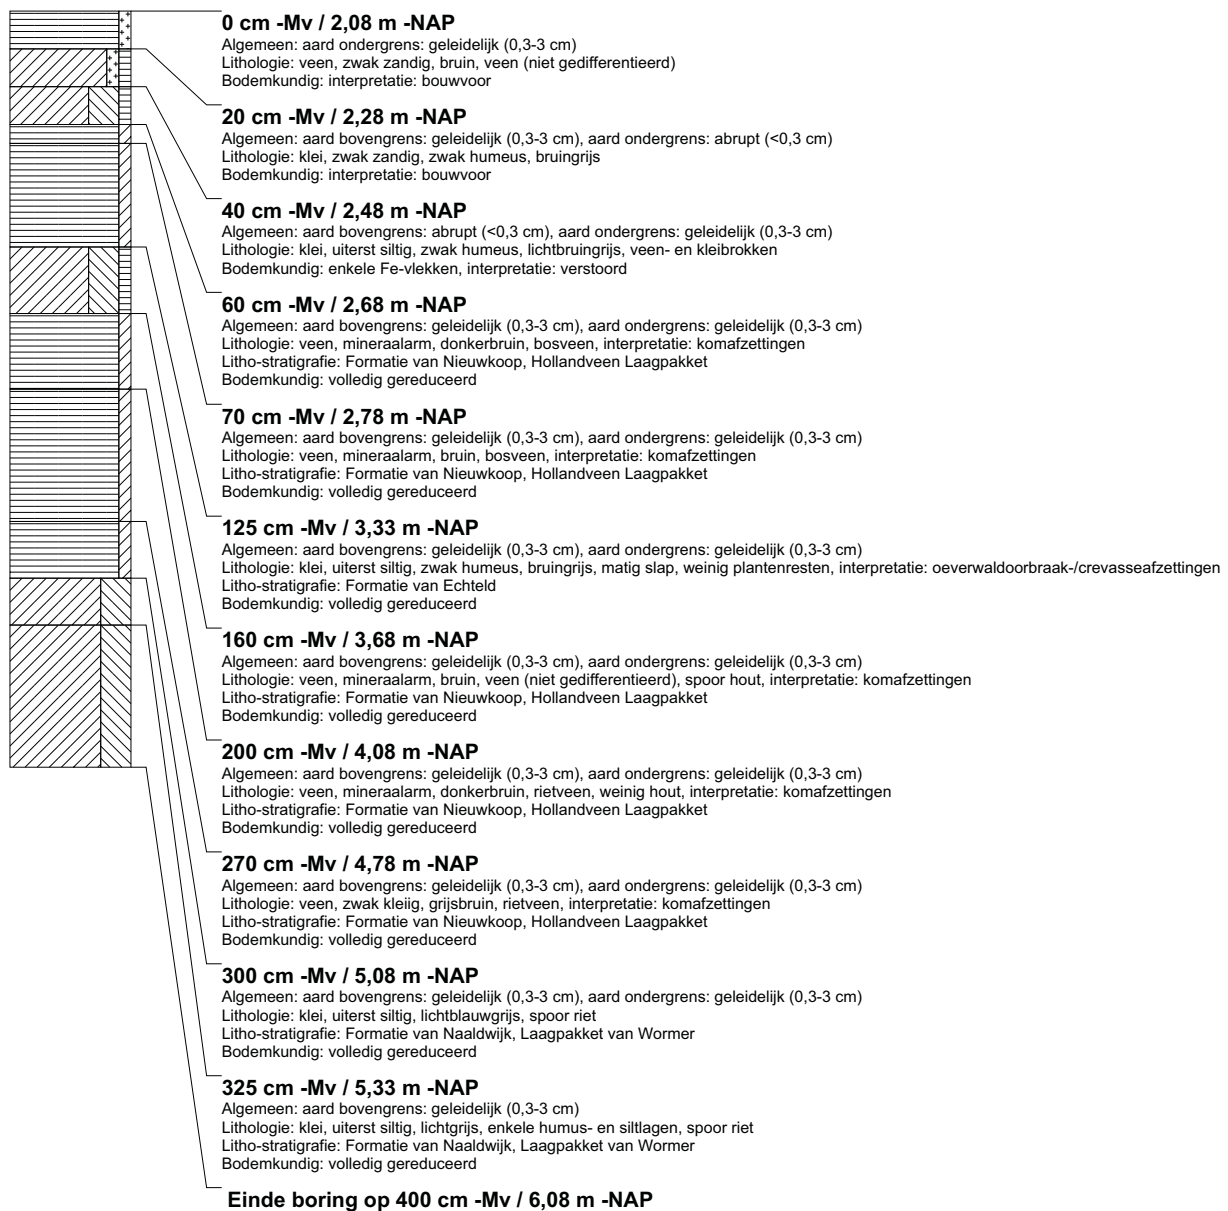 0 cm -Mv / 2,08 m -NAP
Algemeen: aard ondergrens: geleidelijk (0,3-3 cm)
Lithologie: veen, zwak zandig, bruin, veen (niet gedifferentieerd)
Bodemkundig: interpretatie: bouwvoor
20 cm -Mv / 2,28 m -NAP
Algemeen: aard bovengrens: geleidelijk (0,3-3 cm), aard ondergrens: abrupt (<0,3 cm)
Lithologie: klei, zwak zandig, zwak humeus, bruingrijs
Bodemkundig: interpretatie: bouwvoor
40 cm -Mv / 2,48 m -NAP
Algemeen: aard bovengrens: abrupt (<0,3 cm), aard ondergrens: geleidelijk (0,3-3 cm)
Lithologie: klei, uiterst siltig, zwak humeus, lichtbruingrijs, veen- en kleibrokken
Bodemkundig: enkele Fe-vlekken, interpretatie: verstoord
60 cm -Mv / 2,68 m -NAP
Algemeen: aard bovengrens: geleidelijk (0,3-3 cm), aard ondergrens: geleidelijk (0,3-3 cm)
Lithologie: veen, mineraalarm, donkerbruin, bosveen, interpretatie: komafzettingen
Litho-stratigrafie: Formatie van Nieuwkoop, Hollandveen Laagpakket
Bodemkundig: volledig gereduceerd
70 cm -Mv / 2,78 m -NAP
Algemeen: aard bovengrens: geleidelijk (0,3-3 cm), aard ondergrens: geleidelijk (0,3-3 cm)
Lithologie: veen, mineraalarm, bruin, bosveen, interpretatie: komafzettingen
Litho-stratigrafie: Formatie van Nieuwkoop, Hollandveen Laagpakket
Bodemkundig: volledig gereduceerd
125 cm -Mv / 3,33 m -NAP
Algemeen: aard bovengrens: geleidelijk (0,3-3 cm), aard ondergrens: geleidelijk (0,3-3 cm)
Lithologie: klei, uiterst siltig, zwak humeus, bruingrijs, matig slap, weinig plantenresten, interpretatie: oeverwaldoorbraak-/crevasseafzettingen
Litho-stratigrafie: Formatie van Echteld
Bodemkundig: volledig gereduceerd
160 cm -Mv / 3,68 m -NAP
Algemeen: aard bovengrens: geleidelijk (0,3-3 cm), aard ondergrens: geleidelijk (0,3-3 cm)
Lithologie: veen, mineraalarm, bruin, veen (niet gedifferentieerd), spoor hout, interpretatie: komafzettingen
Litho-stratigrafie: Formatie van Nieuwkoop, Hollandveen Laagpakket
Bodemkundig: volledig gereduceerd
200 cm -Mv / 4,08 m -NAP
Algemeen: aard bovengrens: geleidelijk (0,3-3 cm), aard ondergrens: geleidelijk (0,3-3 cm)
Lithologie: veen, mineraalarm, donkerbruin, rietveen, weinig hout, interpretatie: komafzettingen
Litho-stratigrafie: Formatie van Nieuwkoop, Hollandveen Laagpakket
Bodemkundig: volledig gereduceerd
270 cm -Mv / 4,78 m -NAP
Algemeen: aard bovengrens: geleidelijk (0,3-3 cm), aard ondergrens: geleidelijk (0,3-3 cm)
Lithologie: veen, zwak kleiig, grijsbruin, rietveen, interpretatie: komafzettingen
Litho-stratigrafie: Formatie van Nieuwkoop, Hollandveen Laagpakket
Bodemkundig: volledig gereduceerd
300 cm -Mv / 5,08 m -NAP
Algemeen: aard bovengrens: geleidelijk (0,3-3 cm), aard ondergrens: geleidelijk (0,3-3 cm)
Lithologie: klei, uiterst siltig, lichtblauwgrijs, spoor riet
Litho-stratigrafie: Formatie van Naaldwijk, Laagpakket van Wormer
Bodemkundig: volledig gereduceerd
325 cm -Mv / 5,33 m -NAP
Algemeen: aard bovengrens: geleidelijk (0,3-3 cm)
Lithologie: klei, uiterst siltig, lichtgrijs, enkele humus- en siltlagen, spoor riet
Litho-stratigrafie: Formatie van Naaldwijk, Laagpakket van Wormer
Bodemkundig: volledig gereduceerd
Einde boring op 400 cm -Mv / 6,08 m -NAP